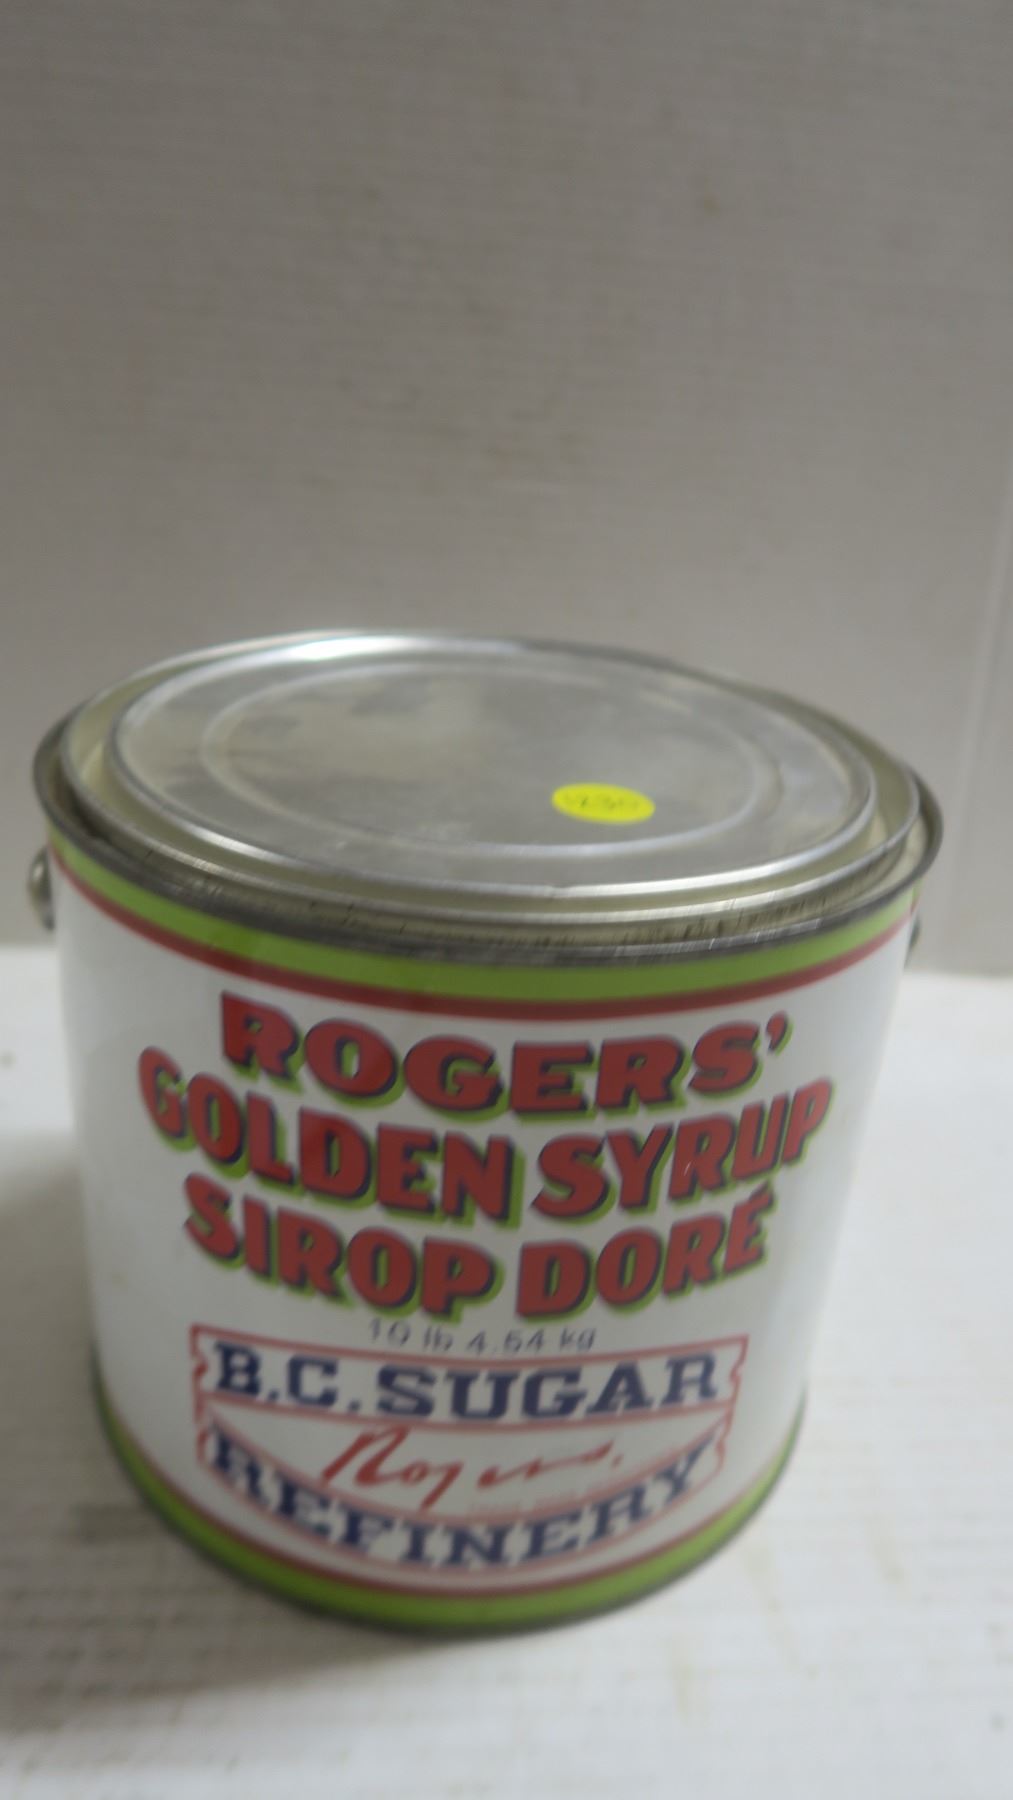 ROGERS'
GOLDEN SYRUP
SIROP DORÉ
10 lb 4.54 kg
B.C. SUGAR
Rogers.
REFINERY